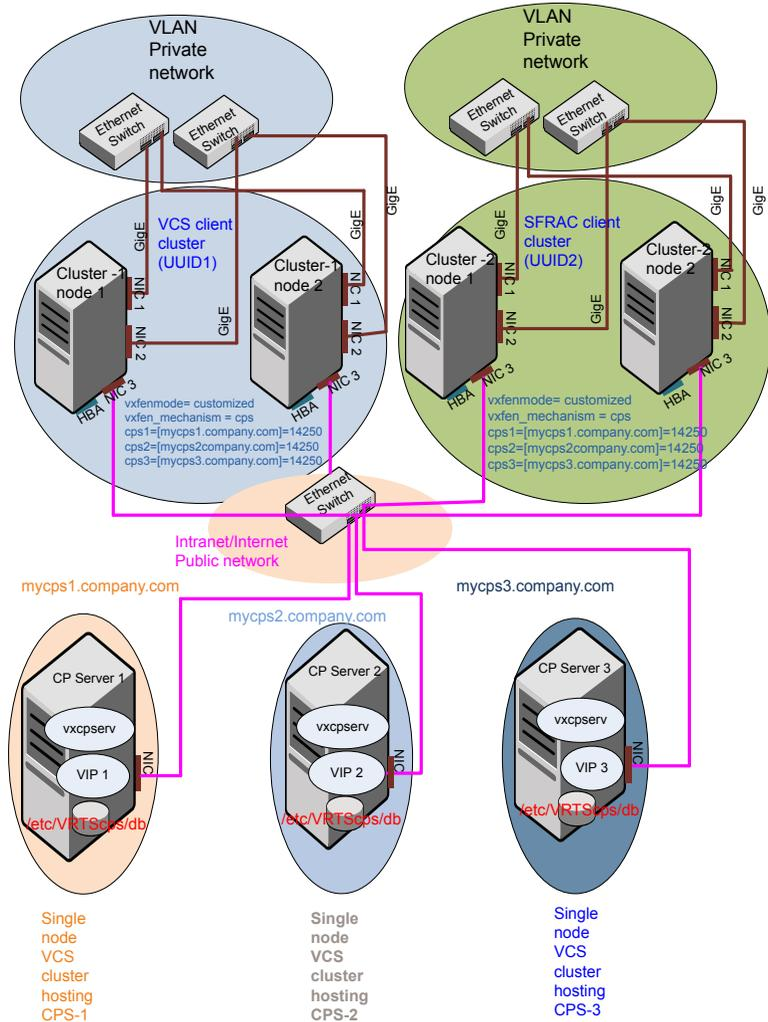 VLAN
Private
network
VLAN
Private
network
Ethernet
Switch
Ethernet
Switch
Ethernet
Switch
Ethernet
Switch
GigE
GigE
GigE
GigE
GigE
GigE
VCS client
cluster
(UUID1)
SFRAC client
cluster
(UUID2)
Cluster -1
node 1
Cluster-1
node 2
Cluster -2
node 1
Cluster-2
node 2
NIC 1
NIC 2
NIC 3
HBA
NIC 1
NIC 2
NIC 3
HBA
NIC 1
NIC 2
NIC 3
HBA
NIC 1
NIC 2
NIC 3
HBA
vxfenmode= customized
vxfen_mechanism = cps
cps1=[mycps1.company.com]=14250
cps2=[mycps2company.com]=14250
cps3=[mycps3.company.com]=14250
vxfenmode= customized
vxfen_mechanism = cps
cps1=[mycps1.company.com]=14250
cps2=[mycps2company.com]=14250
cps3=[mycps3.company.com]=14250
Ethernet
Switch
Intranet/Internet
Public network
mycps1.company.com
mycps2.company.com
mycps3.company.com
CP Server 1
vxcpserv
VIP 1
NIC
/etc/VRTScps/db
CP Server 2
vxcpserv
VIP 2
NIC
/etc/VRTScps/db
CP Server 3
vxcpserv
VIP 3
NIC
/etc/VRTScps/db
Single
node
VCS
cluster
hosting
CPS-1
Single
node
VCS
cluster
hosting
CPS-2
Single
node
VCS
cluster
hosting
CPS-3